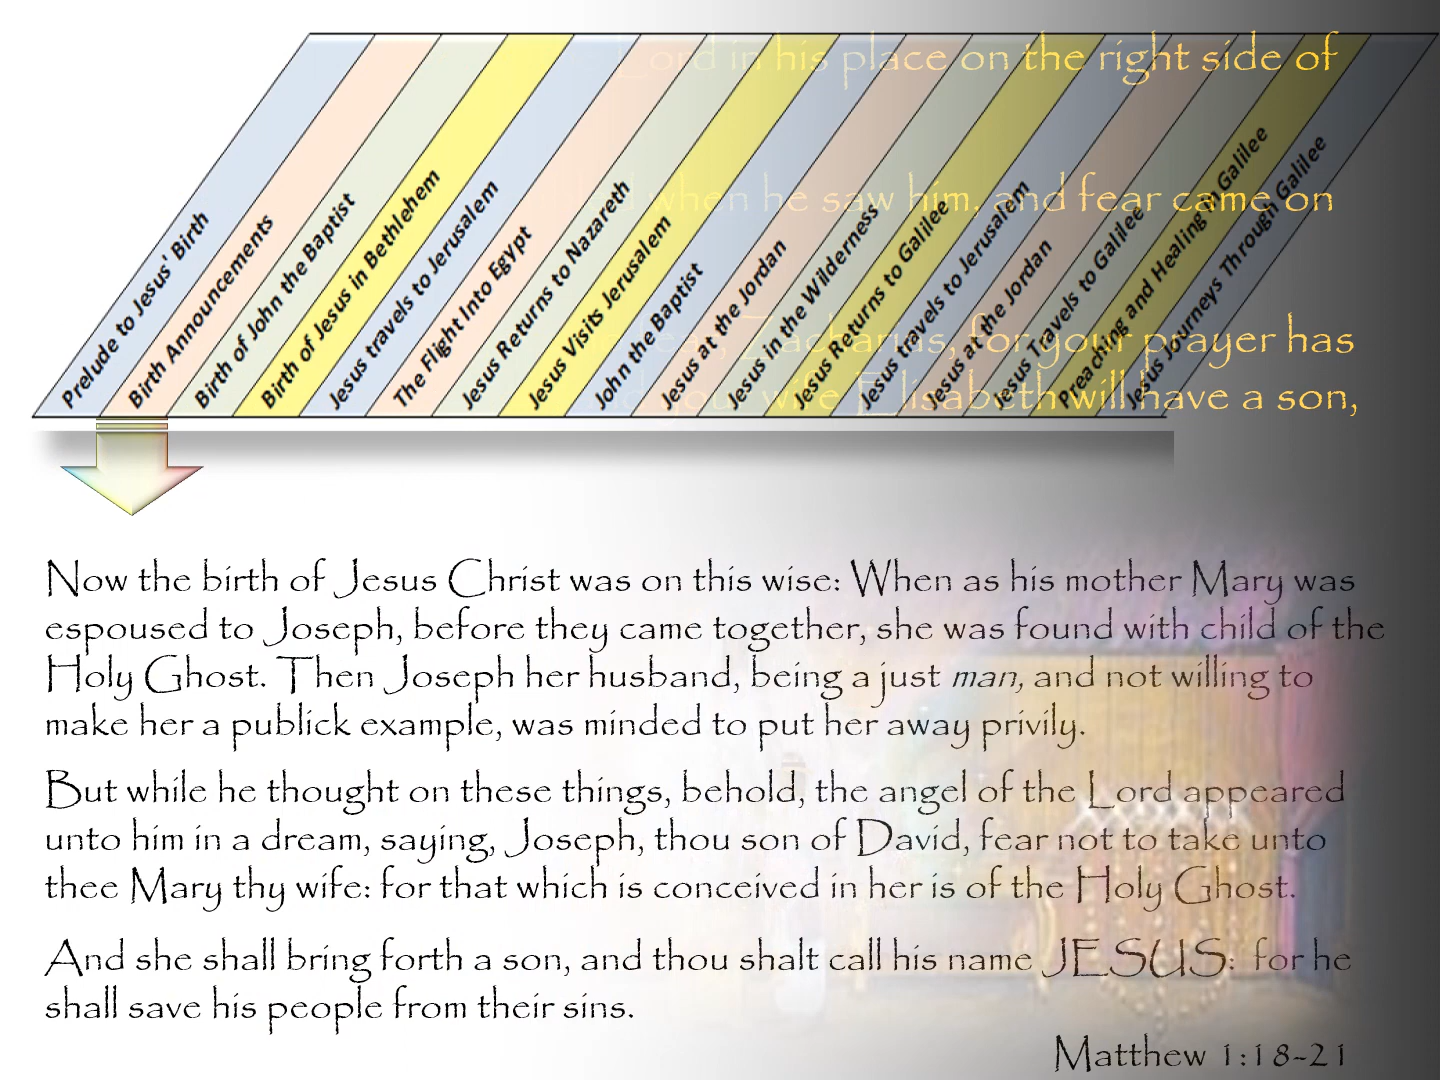 Lord in his place on the right side of
when he saw him, and fear came on
Zacharias, for your prayer has
your wife Elisabeth will have a son,
Prelude to Jesus' Birth
Birth Announcements
Birth of John the Baptist
Birth of Jesus in Bethlehem
Jesus travels to Jerusalem
The Flight Into Egypt
Jesus Returns to Nazareth
Jesus Visits Jerusalem
John the Baptist
Jesus at the Jordan
Jesus in the Wilderness
Jesus Returns to Galilee
Jesus travels to Jerusalem
Jesus at the Jordan
Jesus Travels to Galilee
Preaching and Healing in Galilee
Jesus Journeys Through Galilee
Now the birth of Jesus Christ was on this wise: When as his mother Mary was
espoused to Joseph, before they came together, she was found with child of the
Holy Ghost. Then Joseph her husband, being a just man, and not willing to
make her a publick example, was minded to put her away privily.
But while he thought on these things, behold, the angel of the Lord appeared
unto him in a dream, saying, Joseph, thou son of David, fear not to take unto
thee Mary thy wife: for that which is conceived in her is of the Holy Ghost.
And she shall bring forth a son, and thou shalt call his name JESUS: for he
shall save his people from their sins.
Matthew 1:18-21